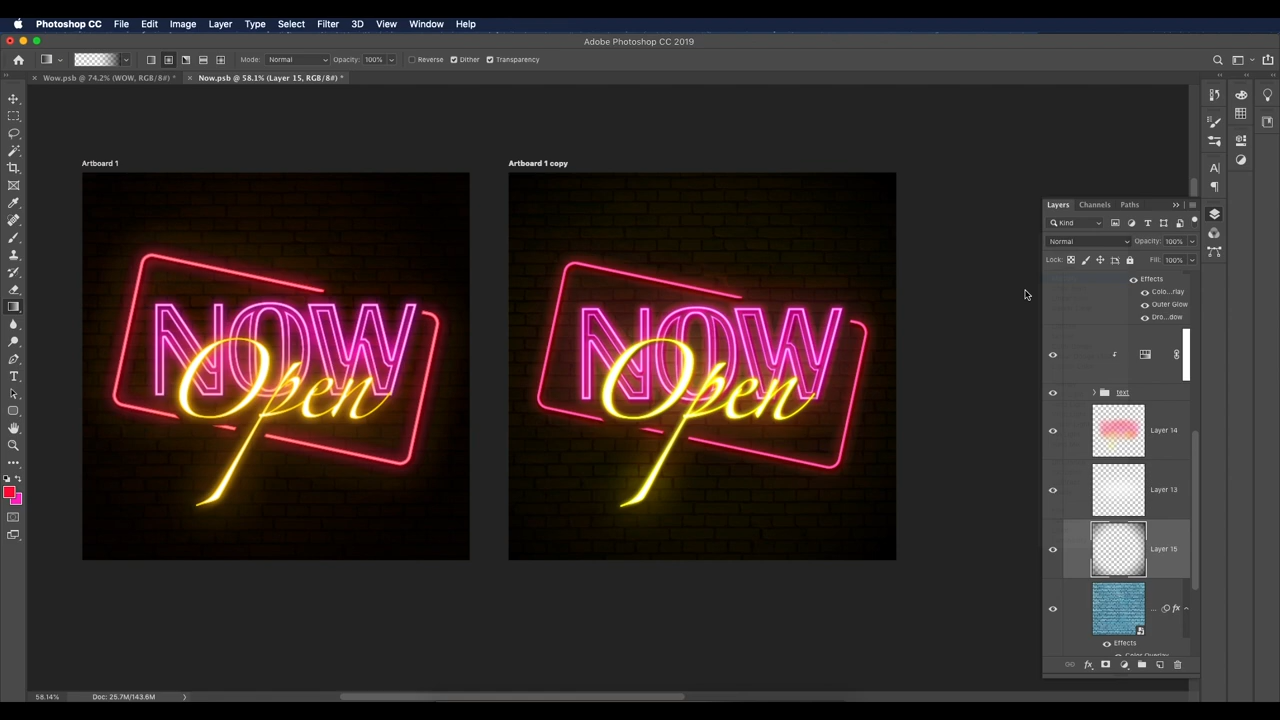 Photoshop CC File Edit Image Layer Type Select Filter 3D View Window Help
Adobe Photoshop CC 2019
Mode: Normal Opacity: 100% Reverse Dither Transparency
Wow.psb @ 74.2% (WOW, RGB/8#) * Now.psb @ 58.1% (Layer 15, RGB/8#) *
Artboard 1 Artboard 1 copy
NOW
Open
NOW
Open
Layers Channels Paths
Kind
Normal Opacity: 100%
Lock: Fill: 100%
Effects
Colo...rlay
Outer Glow
Dro...dow
text
Layer 14
Layer 13
Layer 15
... fx
Effects
Color Overlay
fx
58.14% Doc: 25.7M/143.6M